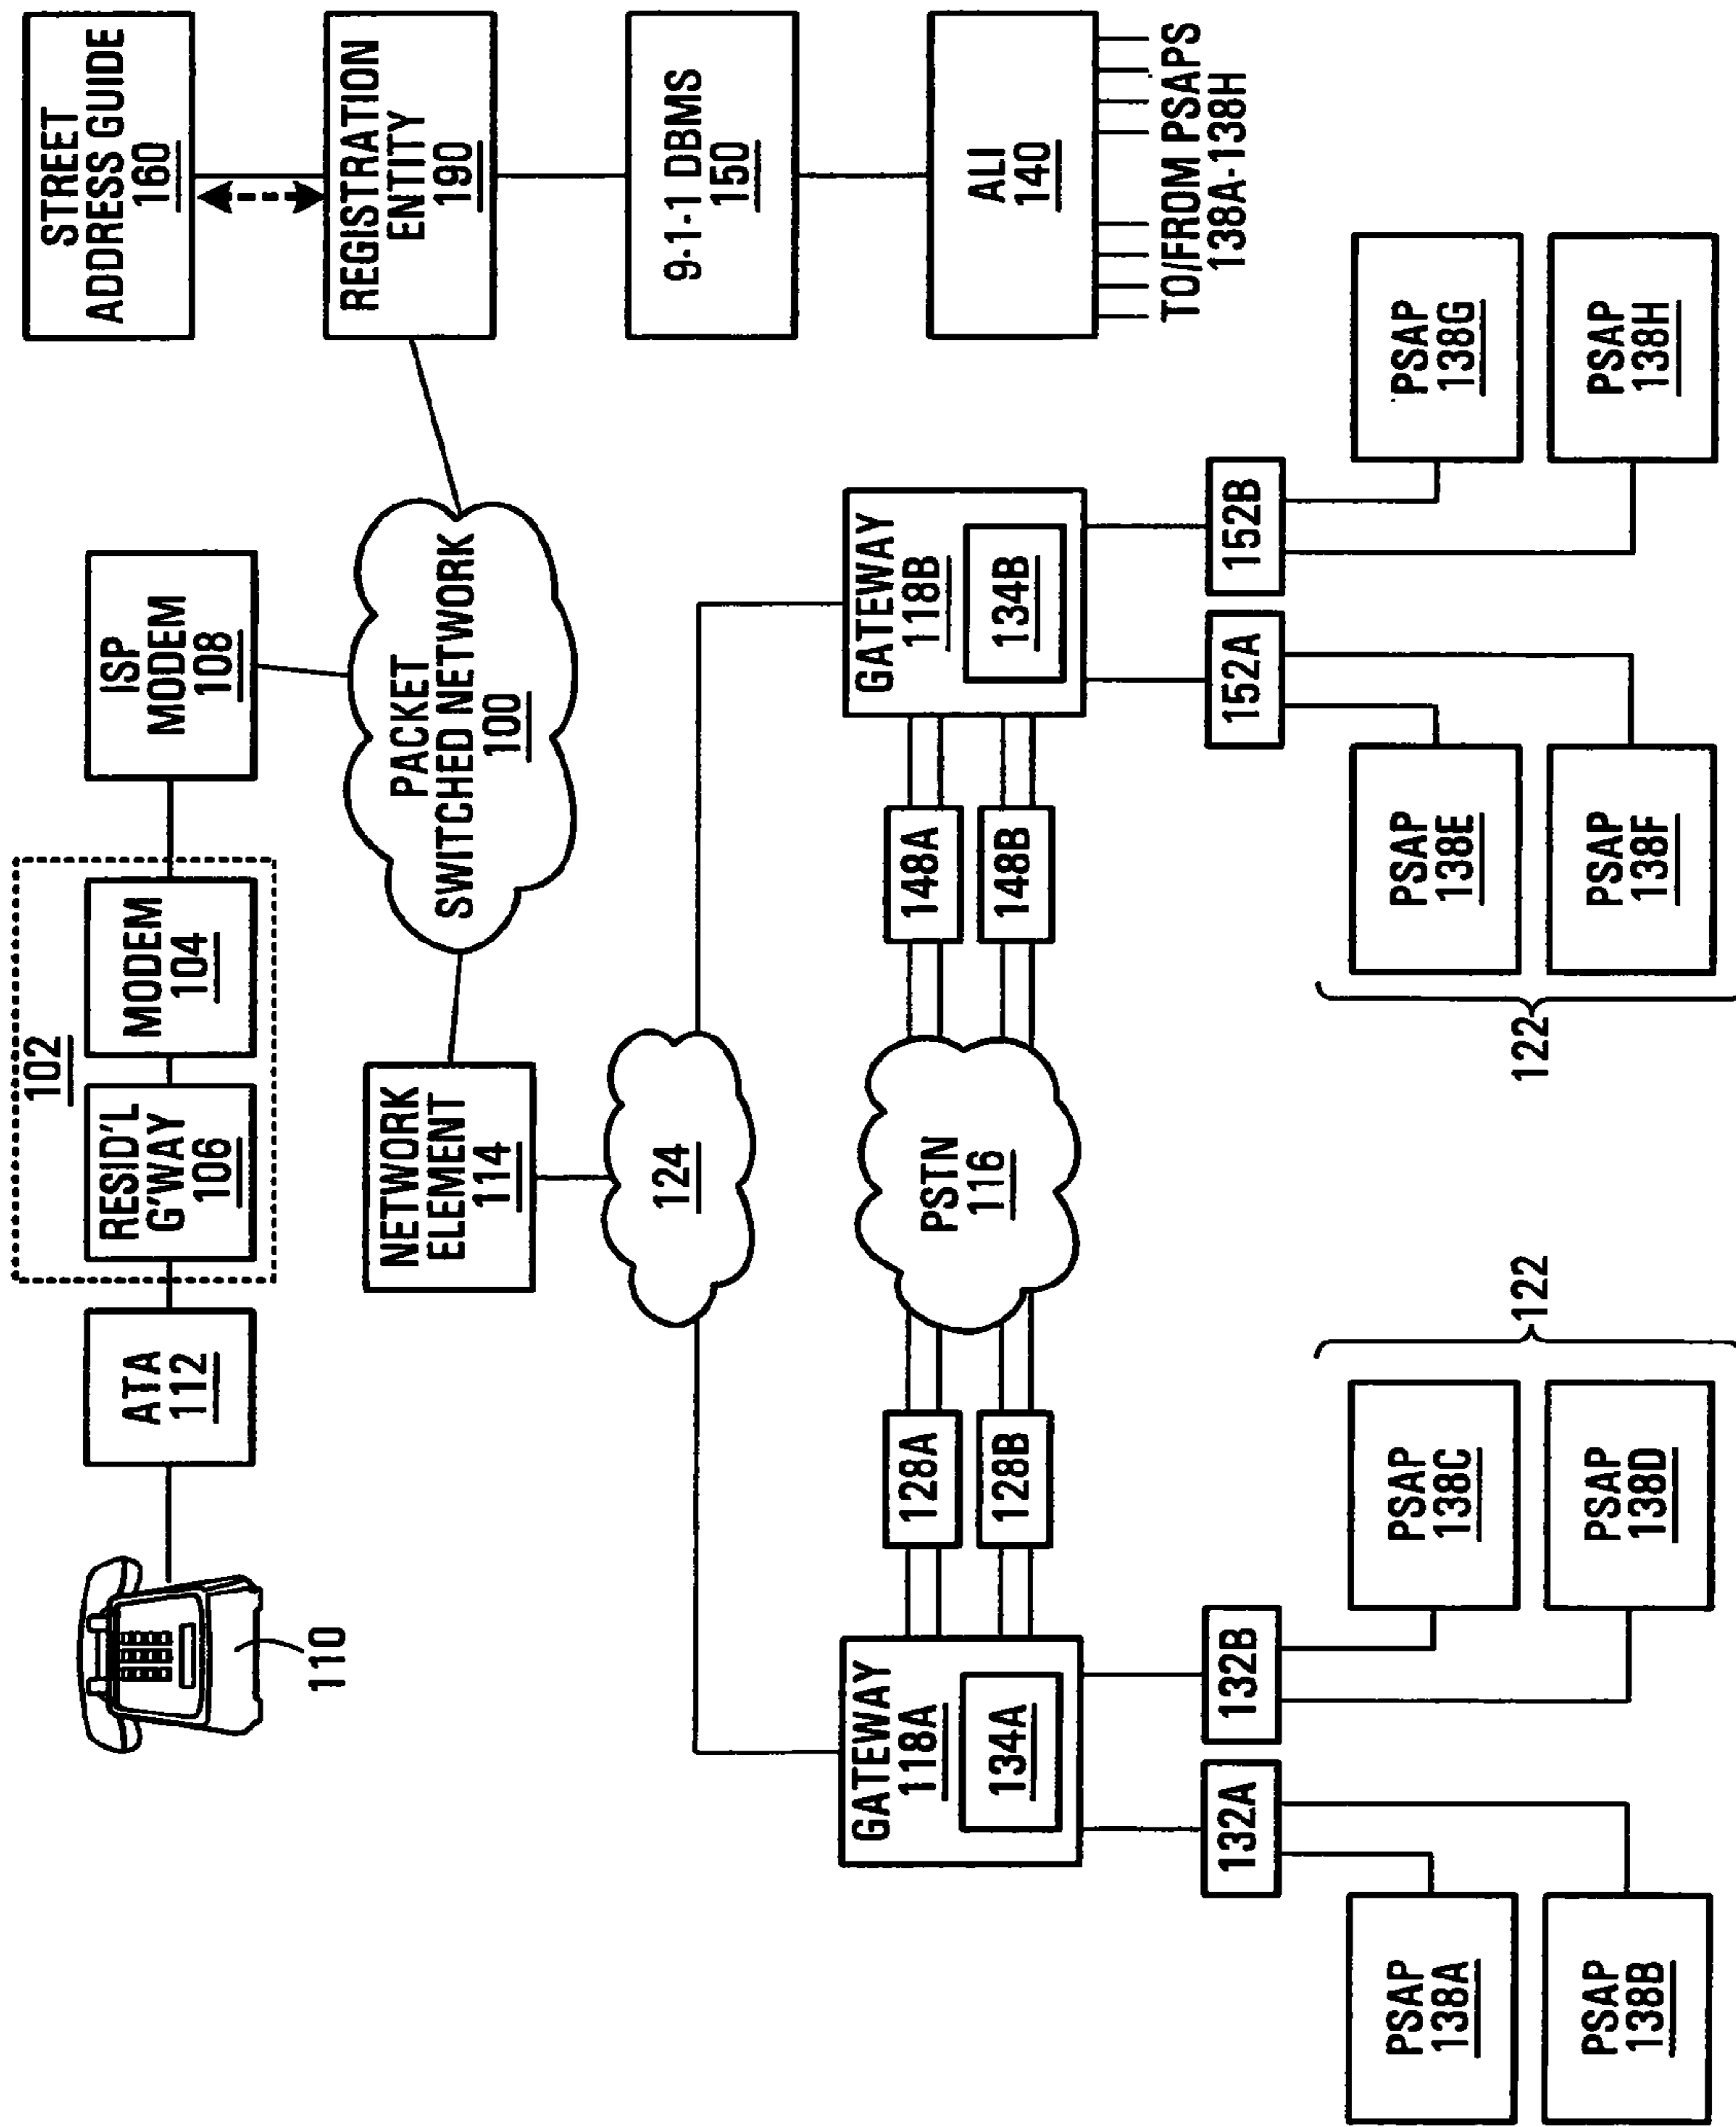 110
ATA
112
102
RESID'L
G'WAY
106
MODEM
104
ISP
MODEM
108
STREET
ADDRESS GUIDE
160
NETWORK
ELEMENT
114
PACKET
SWITCHED NETWORK
100
REGISTRATION
ENTITY
190
124
9-1-1 DBMS
150
GATEWAY
118A
134A
128A
128B
PSTN
116
148A
148B
GATEWAY
118B
134B
ALI
140
TO/FROM PSAPS
138A-138H
132A
132B
152A
152B
122
122
PSAP
138A
PSAP
138C
PSAP
138E
PSAP
138G
PSAP
138B
PSAP
138D
PSAP
138F
PSAP
138H